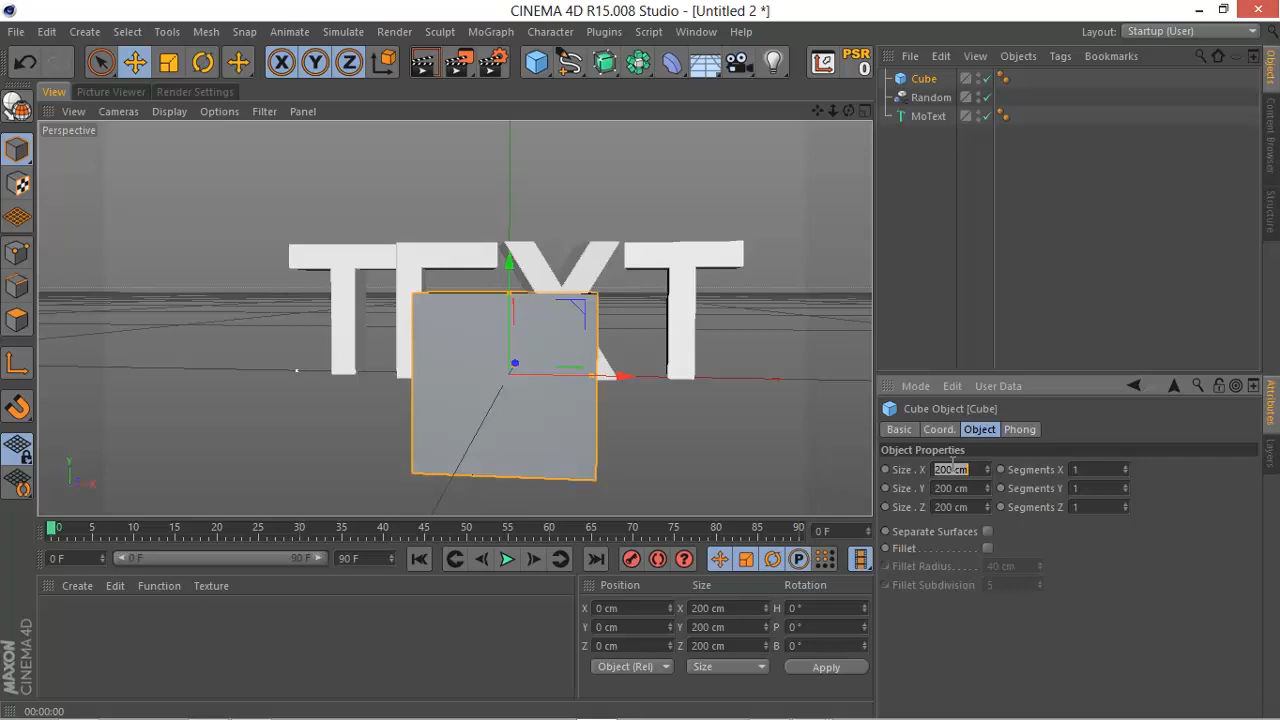 CINEMA 4D R15.008 Studio - [Untitled 2 *]
File Edit Create Select Tools Mesh Snap Animate Simulate Render Sculpt MoGraph Character Plugins Script Window Help
Layout: Startup (User)
PSR
0
File Edit View Objects Tags Bookmarks
View Picture Viewer Render Settings
View Cameras Display Options Filter Panel
Perspective
Cube
Random
MoText
Objects
Content Browser
Structure
TEXT
Y
X
Mode Edit User Data
Cube Object [Cube]
Basic Coord. Object Phong
Object Properties
Size . X 200 cm Segments X 1
Size . Y 200 cm Segments Y 1
Size . Z 200 cm Segments Z 1
Separate Surfaces
Fillet
Fillet Radius. 40 cm
Fillet Subdivision 5
Attributes
Layers
0 5 10 15 20 25 30 35 40 45 50 55 60 65 70 75 80 85 90 0 F
0 F 0 F 90 F 90 F
Create Edit Function Texture
Position Size Rotation
X 0 cm X 200 cm H 0 °
Y 0 cm Y 200 cm P 0 °
Z 0 cm Z 200 cm B 0 °
Object (Rel) Size Apply
MAXON
CINEMA 4D
00:00:00